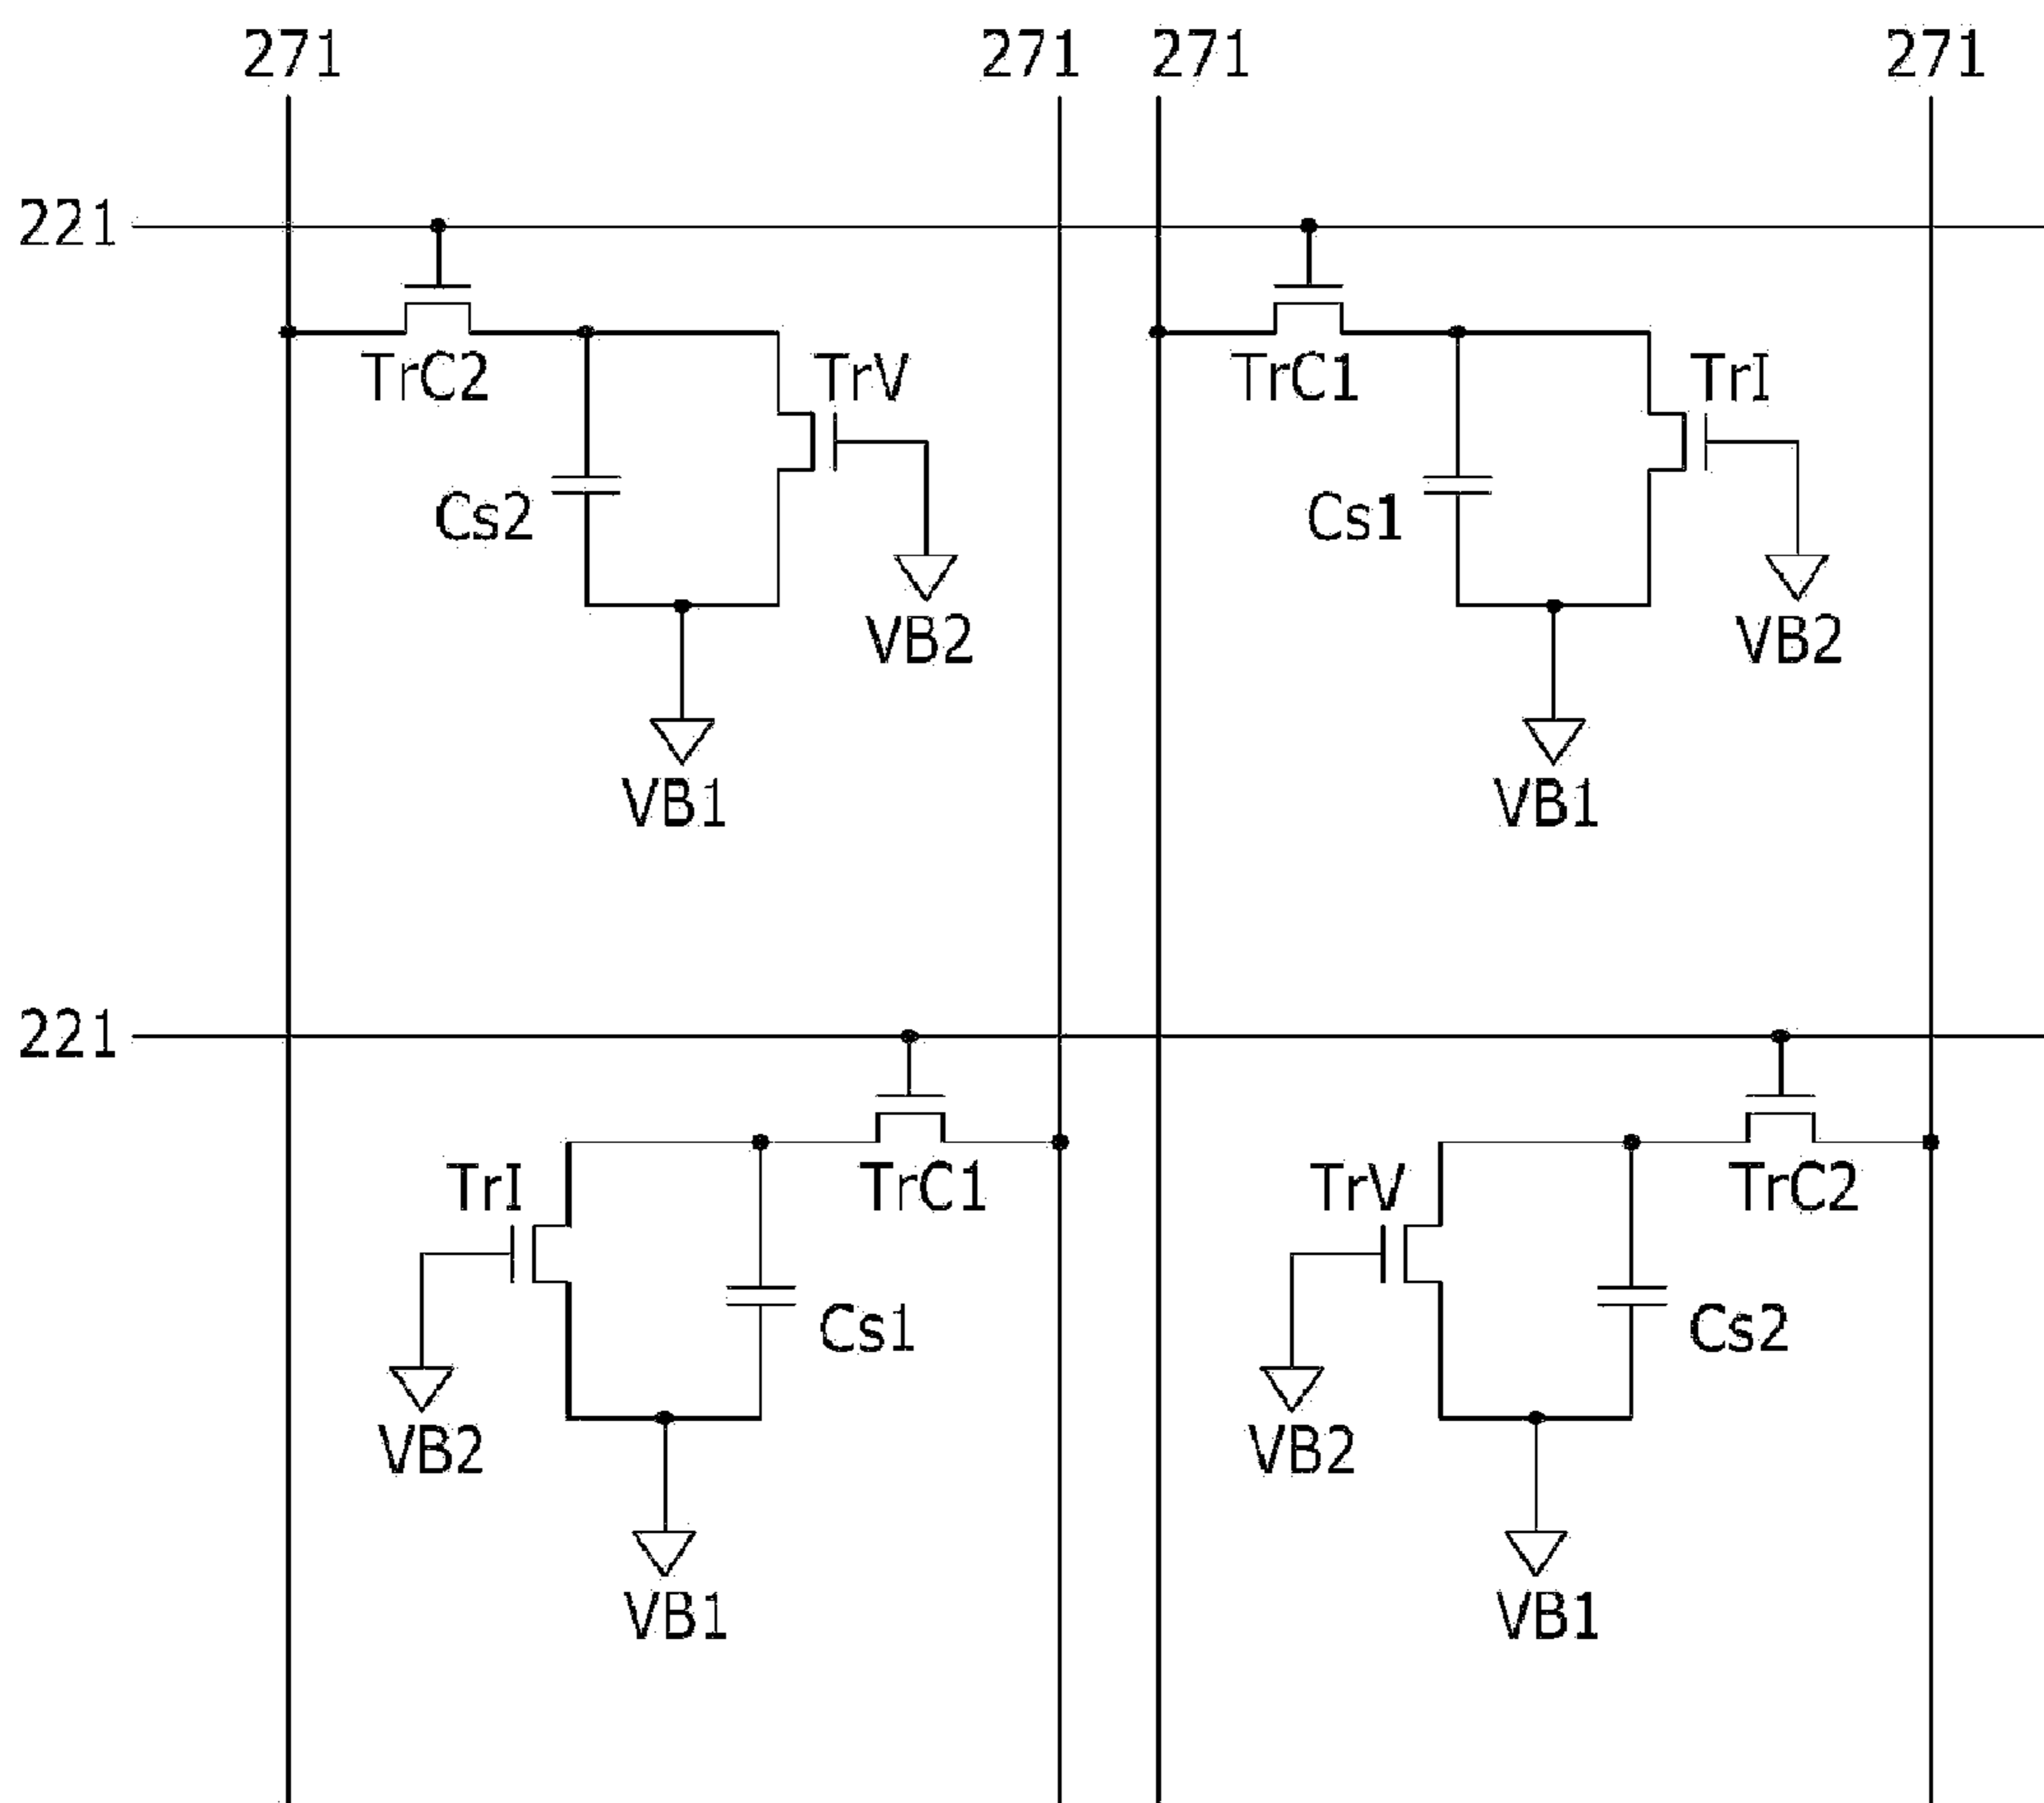 271 271 271 271
221
TrC2 TrV TrC1 TrI
Cs2 Cs1
VB2 VB2
VB1 VB1
221
TrI TrC1 TrV TrC2
Cs1 Cs2
VB2 VB2
VB1 VB1